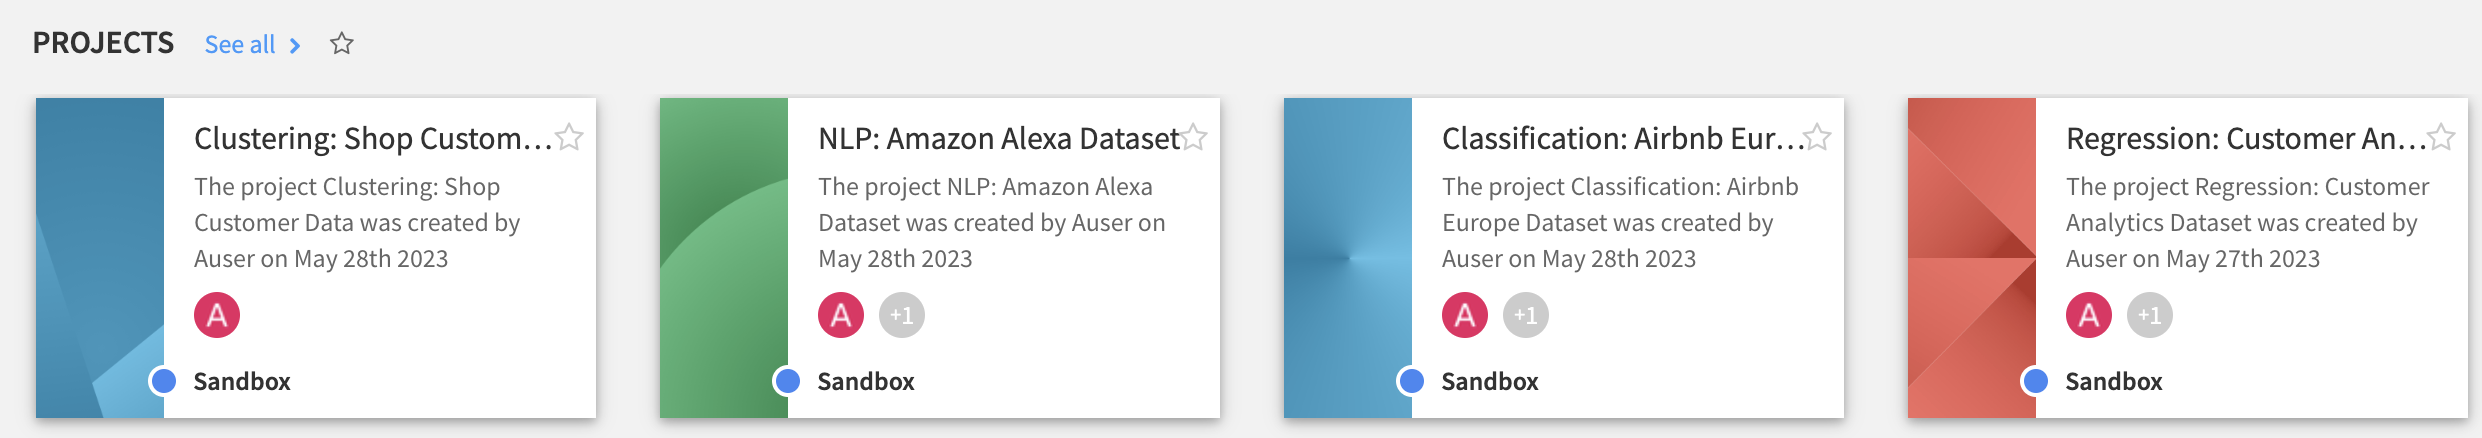 PROJECTS See all
Clustering: Shop Custom...
The project Clustering: Shop
Customer Data was created by
Auser on May 28th 2023
A
Sandbox
NLP: Amazon Alexa Dataset
The project NLP: Amazon Alexa
Dataset was created by Auser on
May 28th 2023
A +1
Sandbox
Classification: Airbnb Eur...
The project Classification: Airbnb
Europe Dataset was created by
Auser on May 28th 2023
A +1
Sandbox
Regression: Customer An...
The project Regression: Customer
Analytics Dataset was created by
Auser on May 27th 2023
A +1
Sandbox